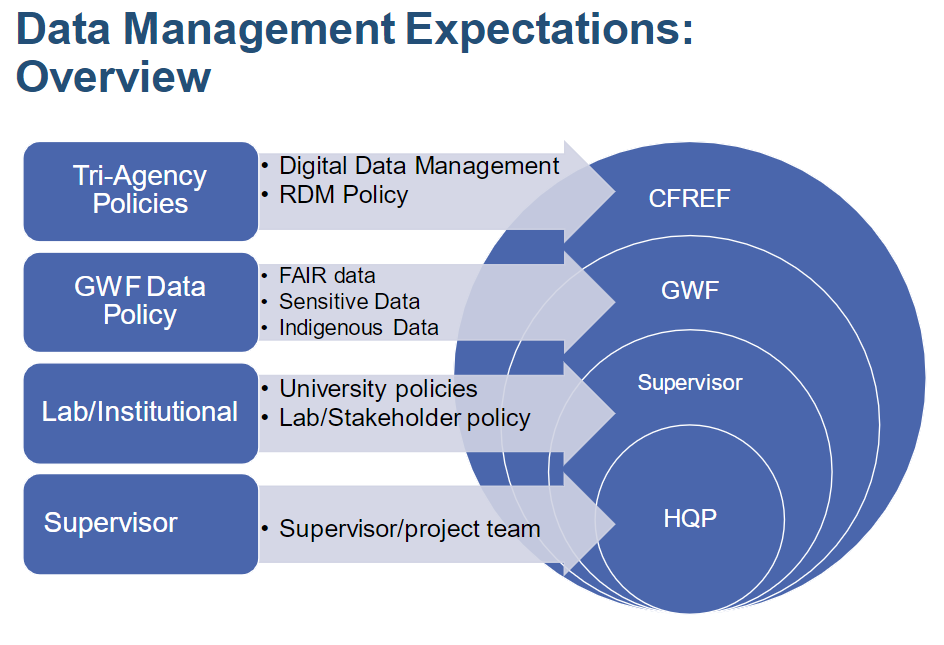 Data Management Expectations:
Overview
Tri-Agency
Policies
• Digital Data Management
• RDM Policy
CFREF
GWF Data
Policy
• FAIR data
• Sensitive Data
• Indigenous Data
GWF
Lab/Institutional
• University policies
• Lab/Stakeholder policy
Supervisor
Supervisor
• Supervisor/project team
HQP